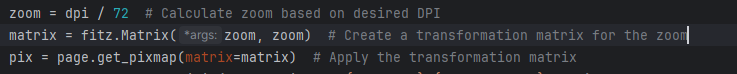 zoom = dpi / 72  # Calculate zoom based on desired DPI
matrix = fitz.Matrix( *args: zoom, zoom)  # Create a transformation matrix for the zoom
pix = page.get_pixmap(matrix=matrix)  # Apply the transformation matrix